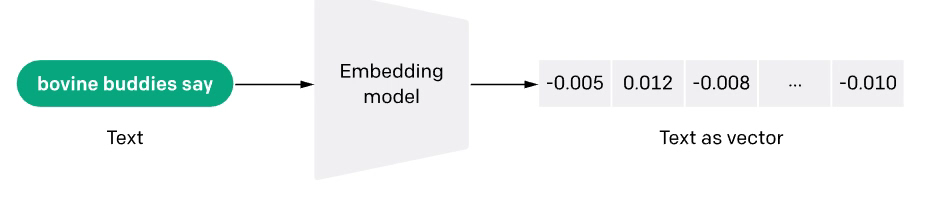 bovine buddies say
Embedding
model
-0.005 0.012 -0.008 ... -0.010
Text
Text as vector